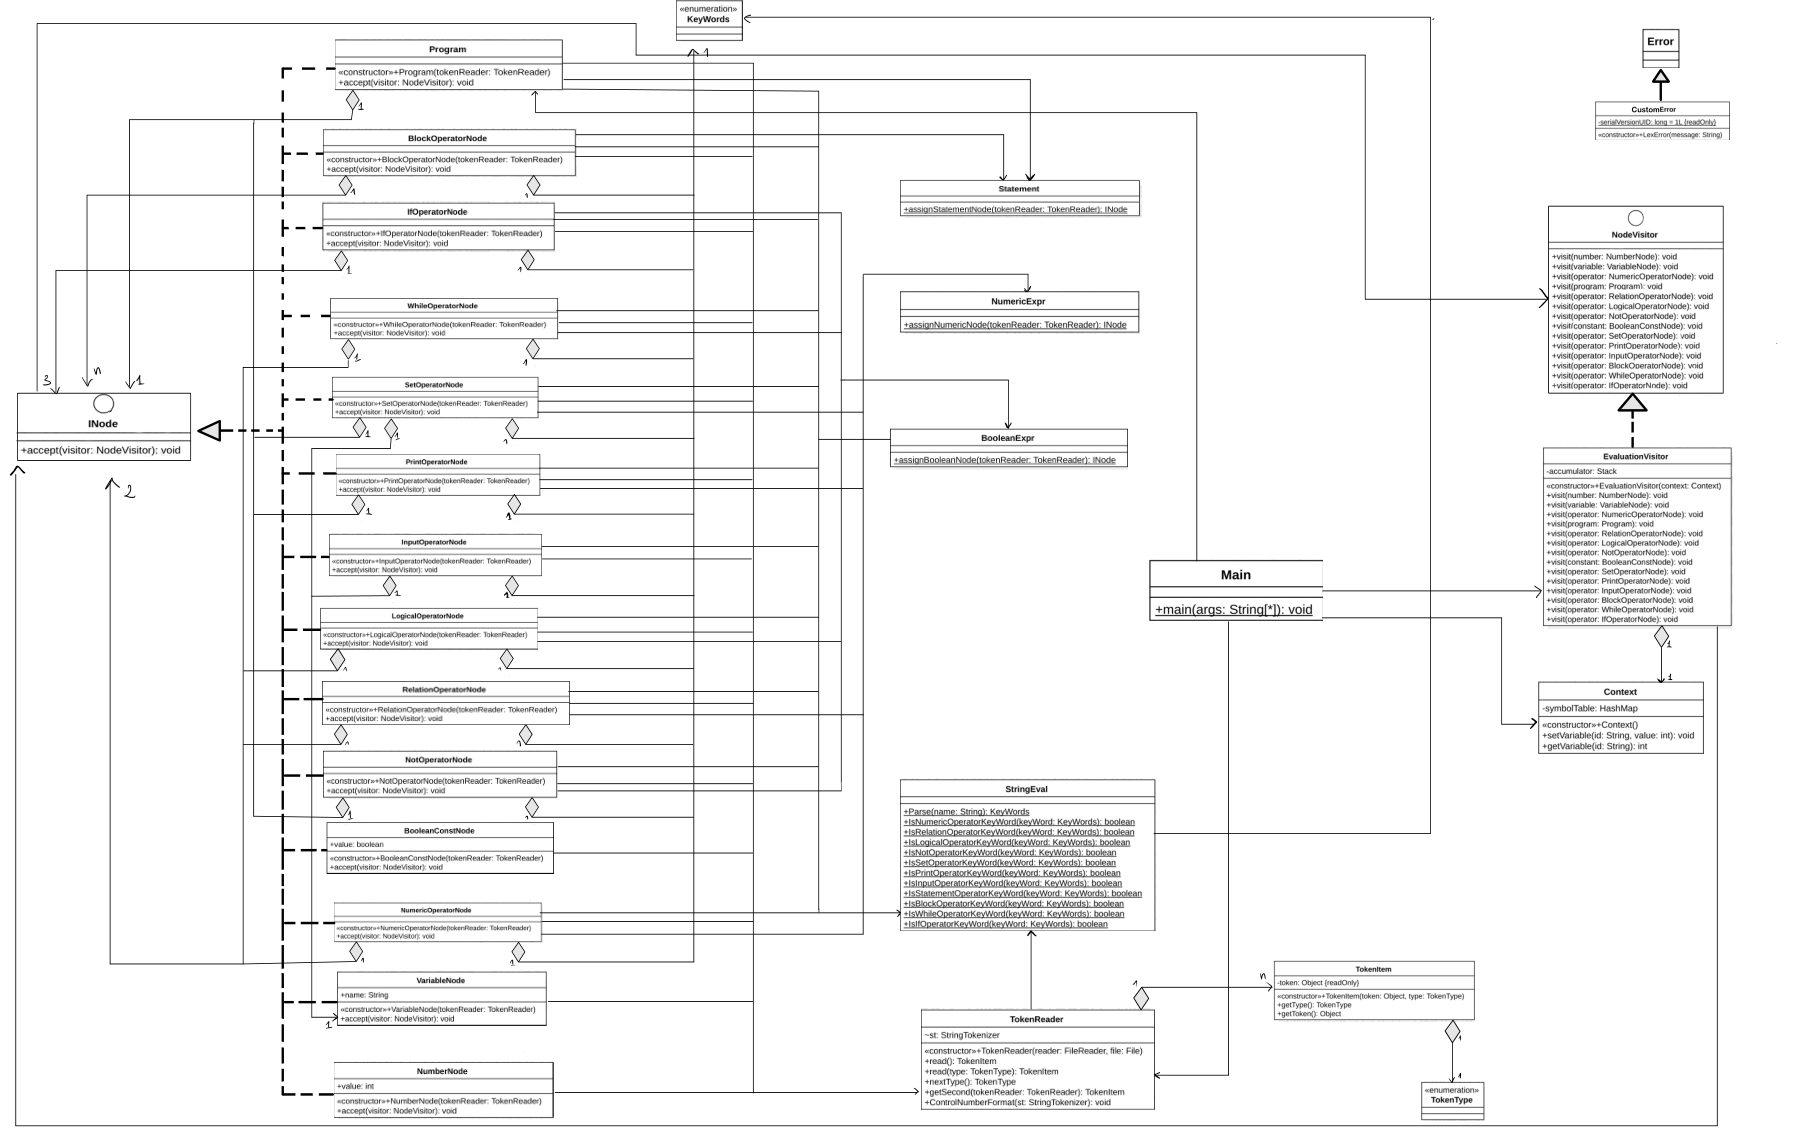 «enumeration»
KeyWords
1
Program
«constructor»+Program(tokenReader: TokenReader)
+accept(visitor: NodeVisitor): void
1
BlockOperatorNode
«constructor»+BlockOperatorNode(tokenReader: TokenReader)
+accept(visitor: NodeVisitor): void
1
1
IfOperatorNode
«constructor»+IfOperatorNode(tokenReader: TokenReader)
+accept(visitor: NodeVisitor): void
1
1
WhileOperatorNode
«constructor»+WhileOperatorNode(tokenReader: TokenReader)
+accept(visitor: NodeVisitor): void
1
1
SetOperatorNode
«constructor»+SetOperatorNode(tokenReader: TokenReader)
+accept(visitor: NodeVisitor): void
1
1
PrintOperatorNode
«constructor»+PrintOperatorNode(tokenReader: TokenReader)
+accept(visitor: NodeVisitor): void
1
1
InputOperatorNode
«constructor»+InputOperatorNode(tokenReader: TokenReader)
+accept(visitor: NodeVisitor): void
1
1
LogicalOperatorNode
«constructor»+LogicalOperatorNode(tokenReader: TokenReader)
+accept(visitor: NodeVisitor): void
RelationOperatorNode
«constructor»+RelationOperatorNode(tokenReader: TokenReader)
+accept(visitor: NodeVisitor): void
NotOperatorNode
«constructor»+NotOperatorNode(tokenReader: TokenReader)
+accept(visitor: NodeVisitor): void
1
BooleanConstNode
+value: boolean
«constructor»+BooleanConstNode(tokenReader: TokenReader)
+accept(visitor: NodeVisitor): void
NumericOperatorNode
«constructor»+NumericOperatorNode(tokenReader: TokenReader)
+accept(visitor: NodeVisitor): void
1
1
VariableNode
+name: String
«constructor»+VariableNode(tokenReader: TokenReader)
+accept(visitor: NodeVisitor): void
1
NumberNode
+value: int
«constructor»+NumberNode(tokenReader: TokenReader)
+accept(visitor: NodeVisitor): void
3
n
1
INode
+accept(visitor: NodeVisitor): void
2
Statement
+assignStatementNode(tokenReader: TokenReader): INode
NumericExpr
+assignNumericNode(tokenReader: TokenReader): INode
BooleanExpr
+assignBooleanNode(tokenReader: TokenReader): INode
Main
+main(args: String[*]): void
StringEval
+Parse(name: String): KeyWords
+IsNumericOperatorKeyWord(keyWord: KeyWords): boolean
+IsRelationOperatorKeyWord(keyWord: KeyWords): boolean
+IsLogicalOperatorKeyWord(keyWord: KeyWords): boolean
+IsNotOperatorKeyWord(keyWord: KeyWords): boolean
+IsSetOperatorKeyWord(keyWord: KeyWords): boolean
+IsPrintOperatorKeyWord(keyWord: KeyWords): boolean
+IsInputOperatorKeyWord(keyWord: KeyWords): boolean
+IsStatementOperatorKeyWord(keyWord: KeyWords): boolean
+IsBlockOperatorKeyWord(keyWord: KeyWords): boolean
+IsWhileOperatorKeyWord(keyWord: KeyWords): boolean
+IsIfOperatorKeyWord(keyWord: KeyWords): boolean
TokenReader
~st: StringTokenizer
«constructor»+TokenReader(reader: FileReader, file: File)
+read(): TokenItem
+read(type: TokenType): TokenItem
+nextType(): TokenType
+getSecond(tokenReader: TokenReader): TokenItem
+ControlNumberFormat(st: StringTokenizer): void
1
n
TokenItem
-token: Object {readOnly}
«constructor»+TokenItem(token: Object, type: TokenType)
+getType(): TokenType
+getToken(): Object
1
1
«enumeration»
TokenType
Error
CustomError
-serialVersionUID: long = 1L {readOnly}
«constructor»+LexError(message: String)
NodeVisitor
+visit(number: NumberNode): void
+visit(variable: VariableNode): void
+visit(operator: NumericOperatorNode): void
+visit(program: Program): void
+visit(operator: RelationOperatorNode): void
+visit(operator: LogicalOperatorNode): void
+visit(operator: NotOperatorNode): void
+visit(constant: BooleanConstNode): void
+visit(operator: SetOperatorNode): void
+visit(operator: PrintOperatorNode): void
+visit(operator: InputOperatorNode): void
+visit(operator: BlockOperatorNode): void
+visit(operator: WhileOperatorNode): void
+visit(operator: IfOperatorNode): void
EvaluationVisitor
-accumulator: Stack
«constructor»+EvaluationVisitor(context: Context)
+visit(number: NumberNode): void
+visit(variable: VariableNode): void
+visit(operator: NumericOperatorNode): void
+visit(program: Program): void
+visit(operator: RelationOperatorNode): void
+visit(operator: LogicalOperatorNode): void
+visit(operator: NotOperatorNode): void
+visit(constant: BooleanConstNode): void
+visit(operator: SetOperatorNode): void
+visit(operator: PrintOperatorNode): void
+visit(operator: InputOperatorNode): void
+visit(operator: BlockOperatorNode): void
+visit(operator: WhileOperatorNode): void
+visit(operator: IfOperatorNode): void
1
1
Context
-symbolTable: HashMap
«constructor»+Context()
+setVariable(id: String, value: int): void
+getVariable(id: String): int